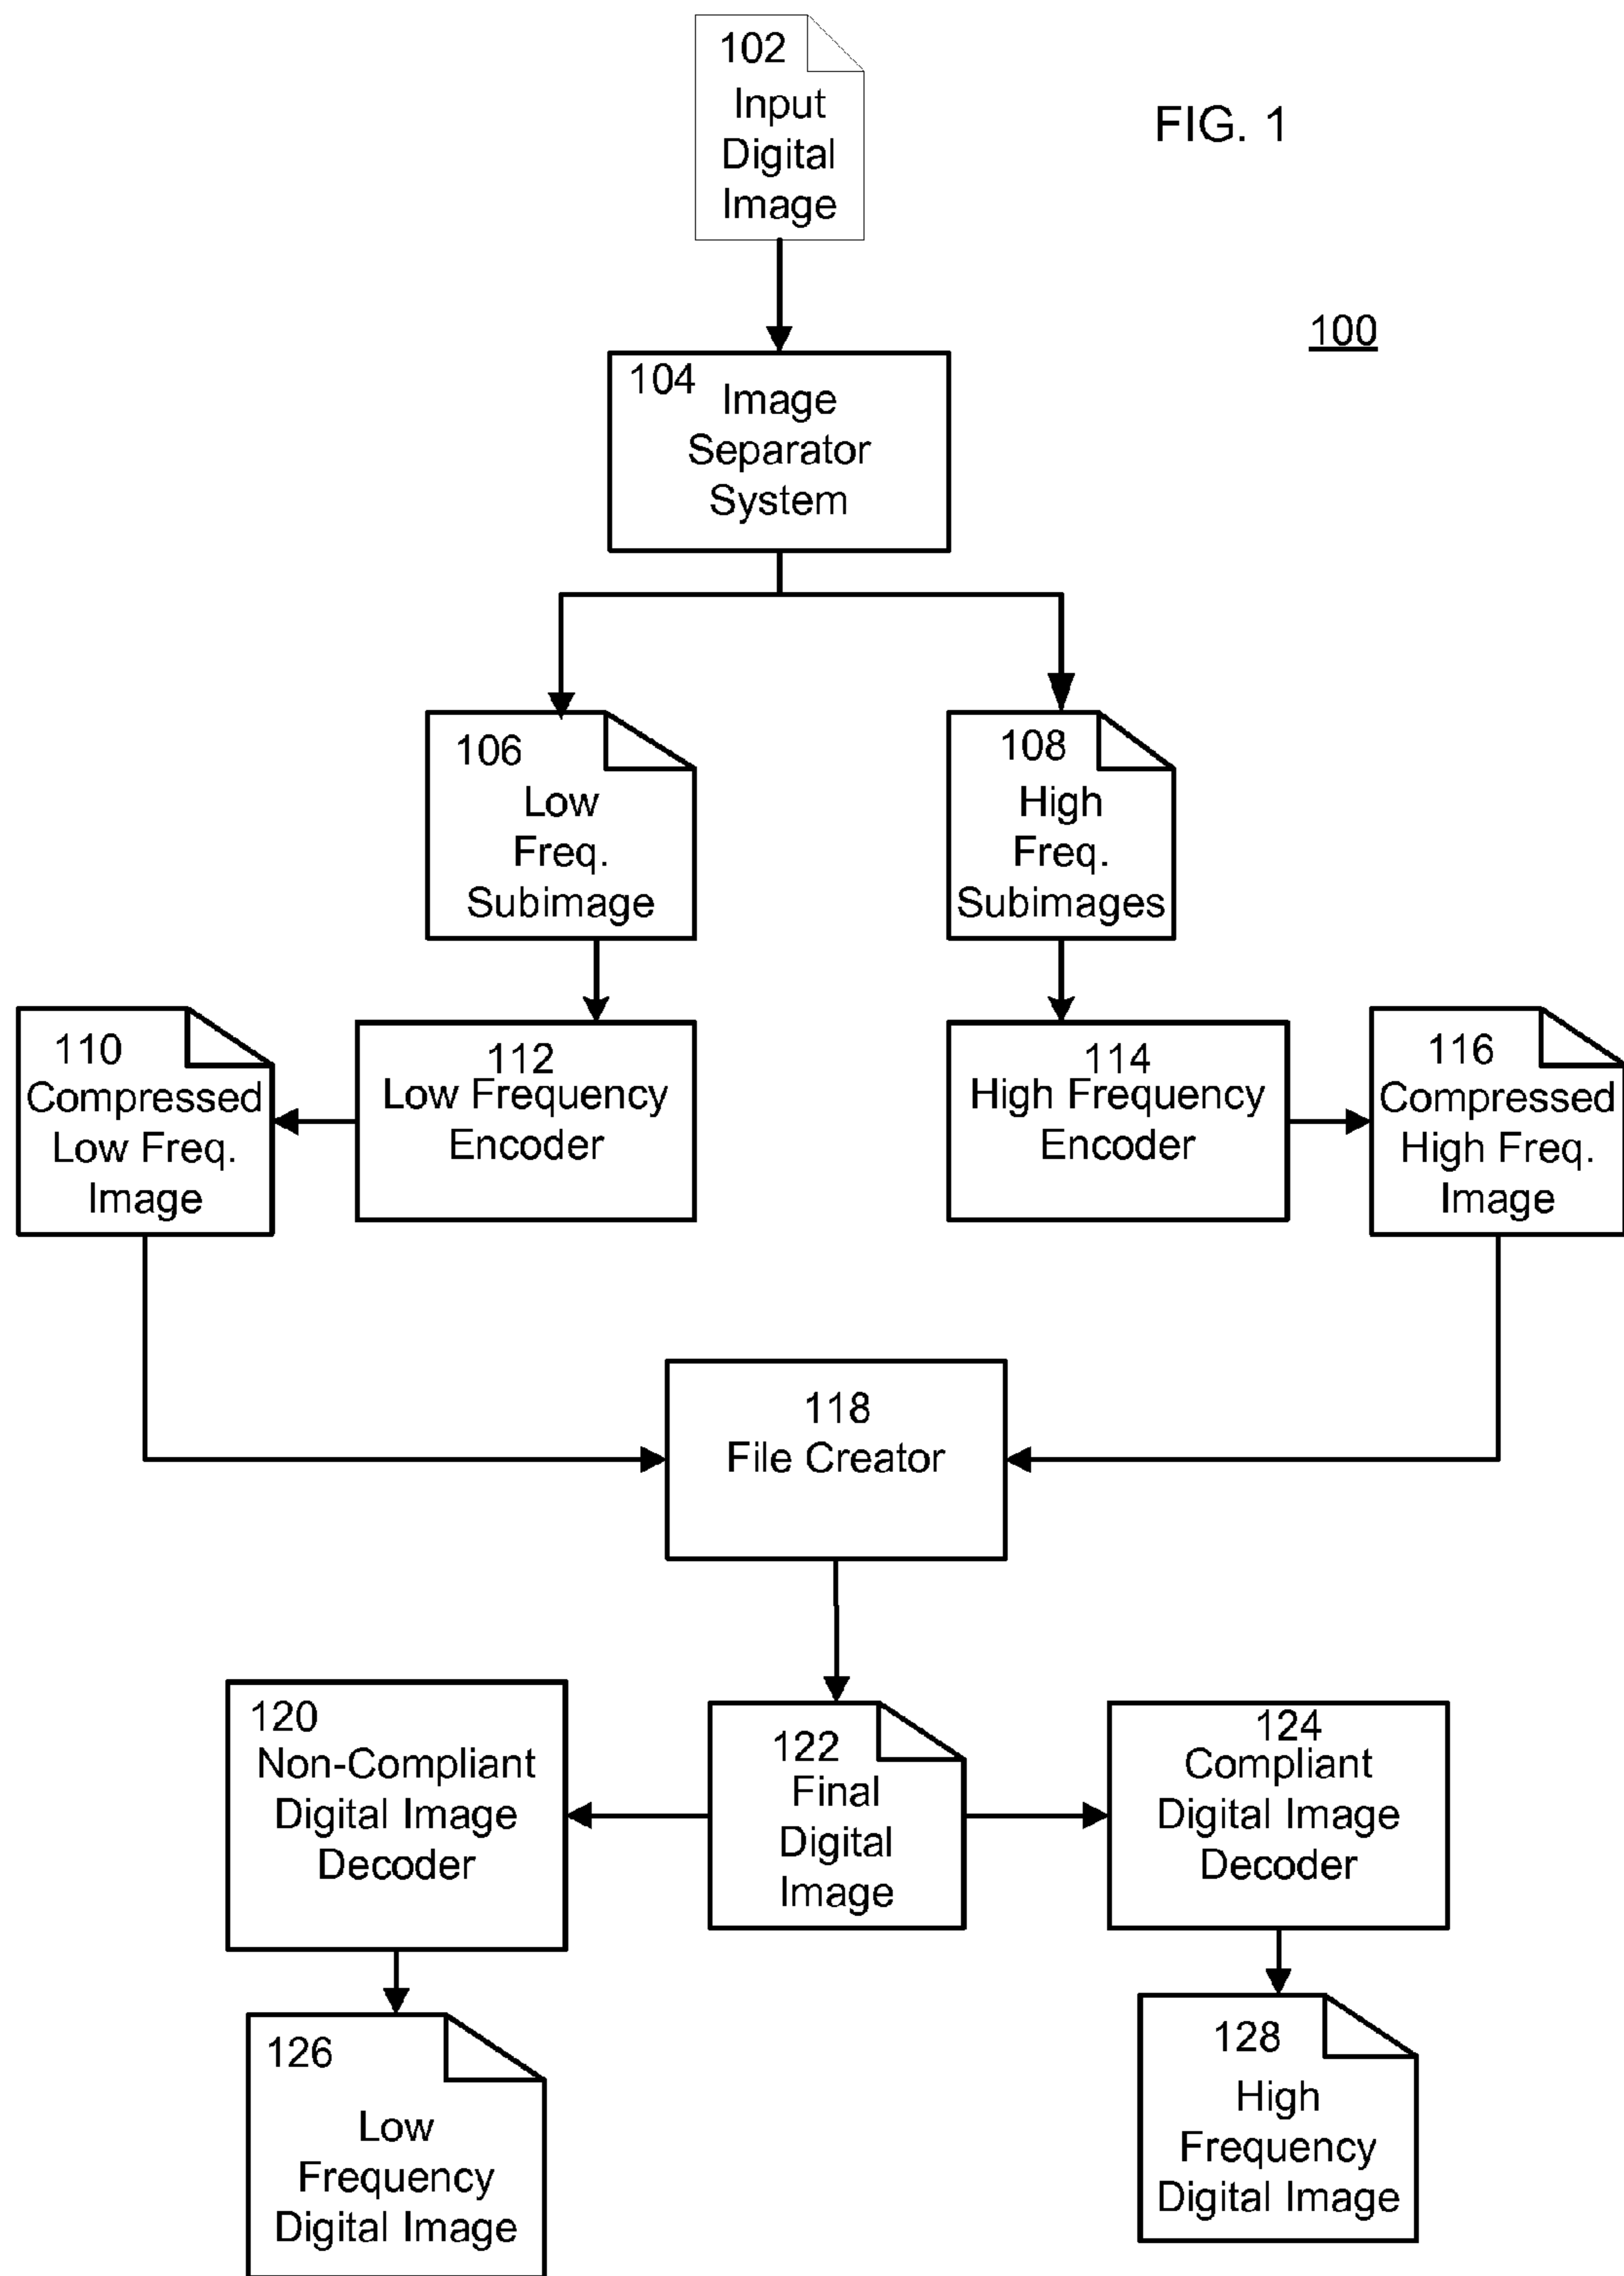 102
Input
Digital
Image
FIG. 1
100
104
Image
Separator
System
106
Low
Freq.
Subimage
108
High
Freq.
Subimages
110
Compressed
Low Freq.
Image
112
Low Frequency
Encoder
114
High Frequency
Encoder
116
Compressed
High Freq.
Image
118
File Creator
120
Non-Compliant
Digital Image
Decoder
122
Final
Digital
Image
124
Compliant
Digital Image
Decoder
126
Low
Frequency
Digital Image
128
High
Frequency
Digital Image